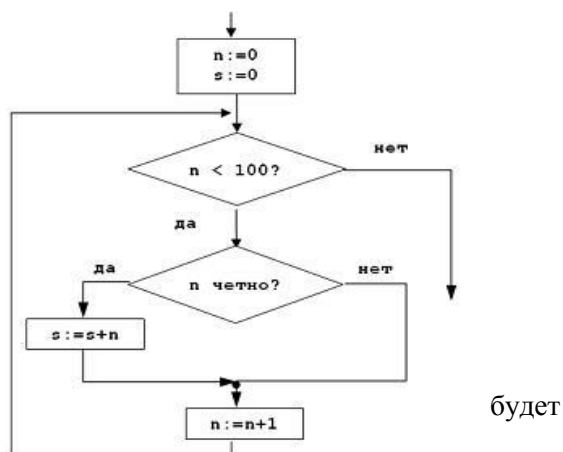 n:=0
s:=0
n < 100?
нет
да
n четно?
да
нет
s:=s+n
n:=n+1
будет